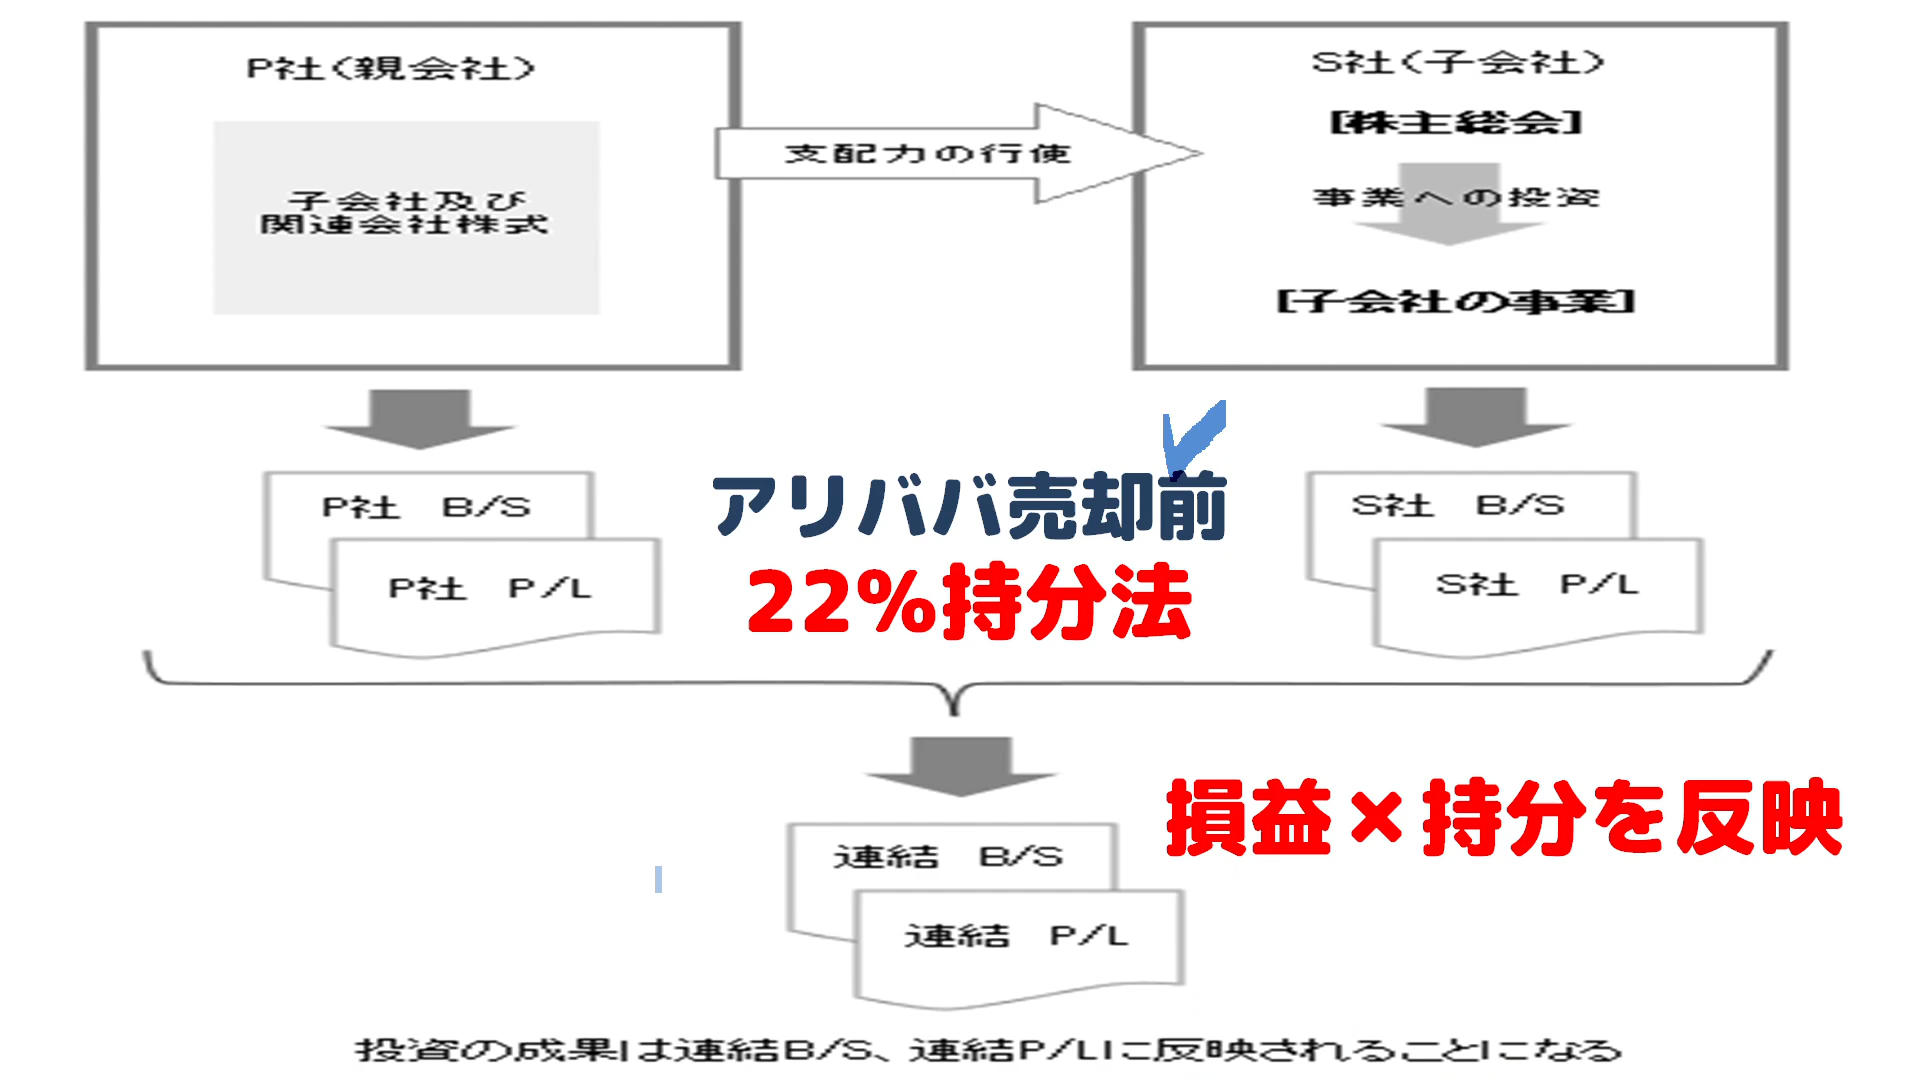 P社(親会社)
子会社及び
関連会社株式
支配力の行使
S社(子会社)
[株主総会]
事業への投資
[子会社の事業]
P社 B/S
P社 P/L
アリババ売却前
22%持分法
S社 B/S
S社 P/L
損益×持分を反映
連結 B/S
連結 P/L
投資の成果は連結B/S、連結P/Lに反映されることになる